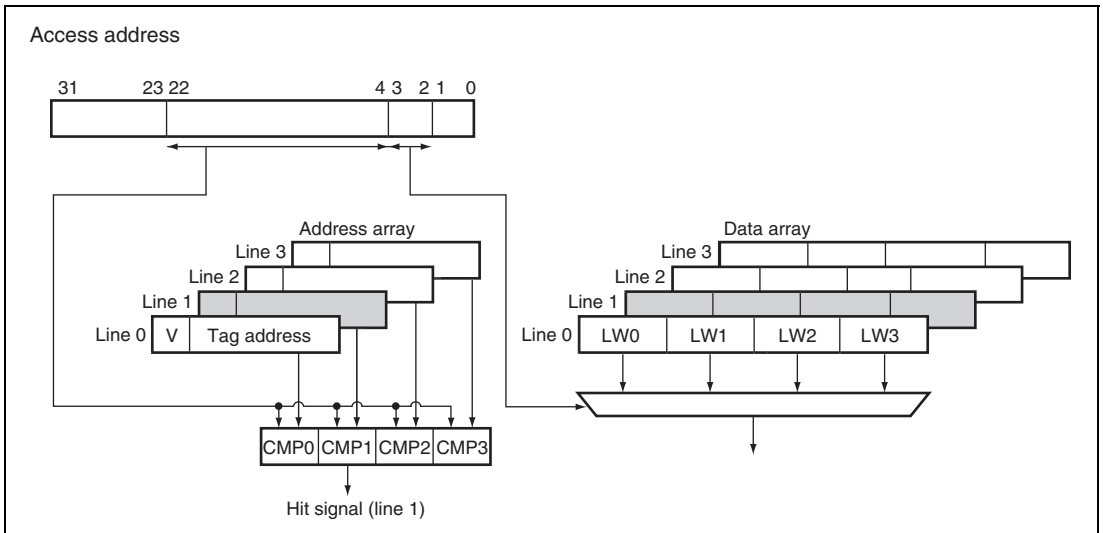 Access address
31 23 22 4 3 2 1 0
Address array
Line 3
Line 2
Line 1
Line 0 V Tag address
Data array
Line 3
Line 2
Line 1
Line 0 LW0 LW1 LW2 LW3
CMP0 CMP1 CMP2 CMP3
Hit signal (line 1)